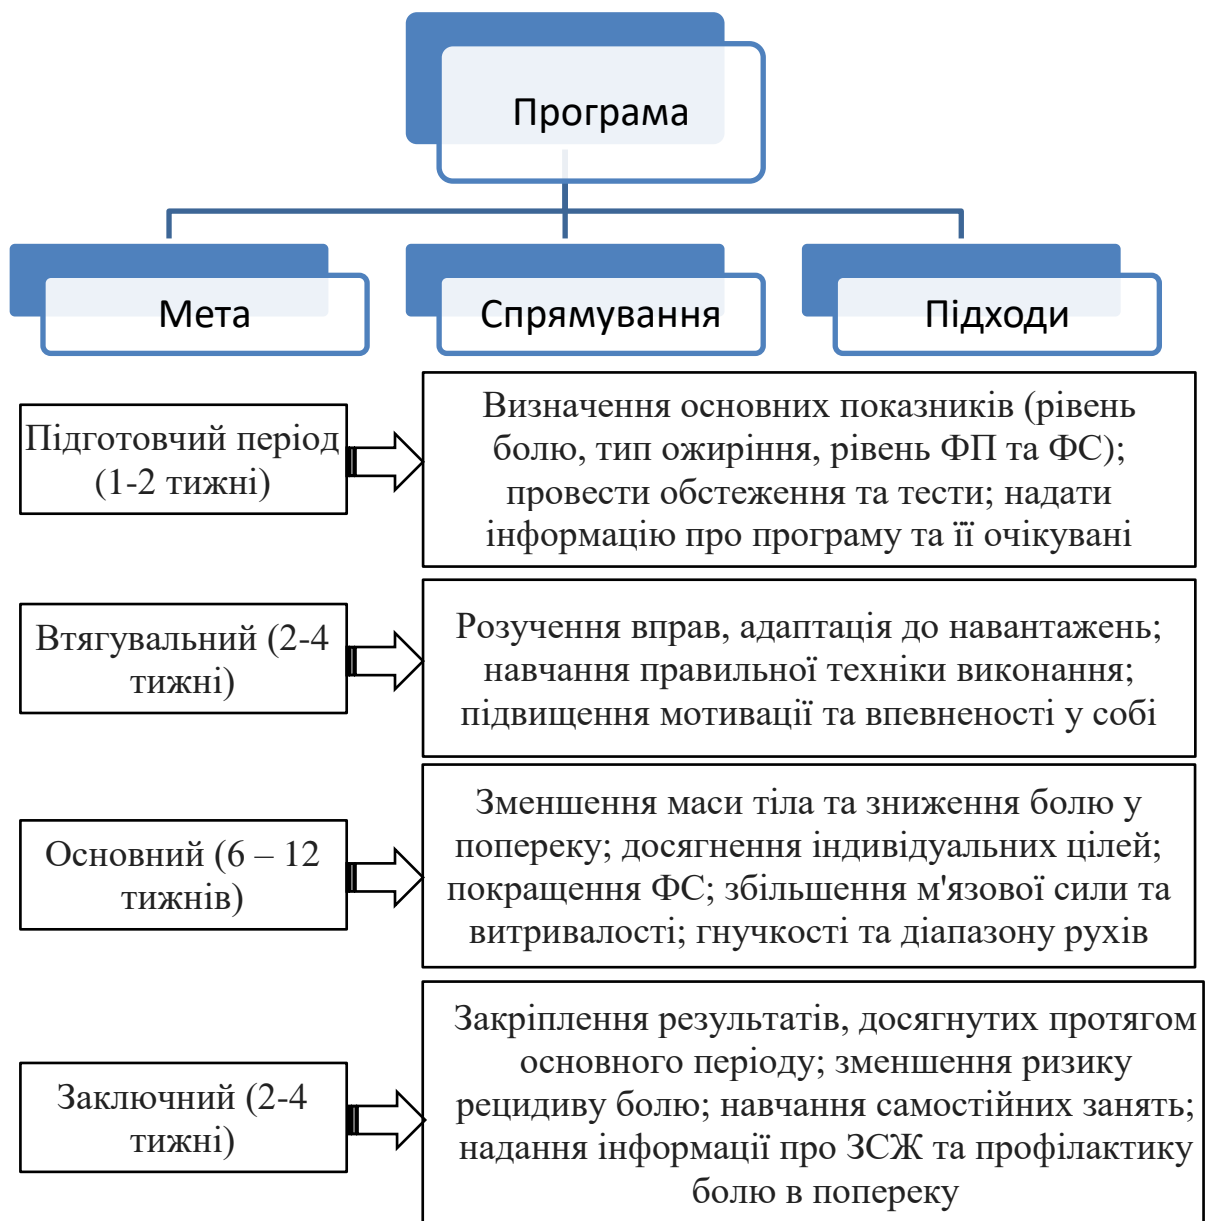 Програма
Мета
Спрямування
Підходи
Підготовчий період
(1-2 тижні)
Визначення основних показників (рівень
болю, тип ожиріння, рівень ФП та ФС);
провести обстеження та тести; надати
інформацію про програму та її очікувані
Втягувальний (2-4
тижні)
Розучення вправ, адаптація до навантажень;
навчання правильної техніки виконання;
підвищення мотивації та впевненості у собі
Основний (6 – 12
тижнів)
Зменшення маси тіла та зниження болю у
попереку; досягнення індивідуальних цілей;
покращення ФС; збільшення м'язової сили та
витривалості; гнучкості та діапазону рухів
Заключний (2-4
тижні)
Закріплення результатів, досягнутих протягом
основного періоду; зменшення ризику
рецидиву болю; навчання самостійних занять;
надання інформації про ЗСЖ та профілактику
болю в попереку